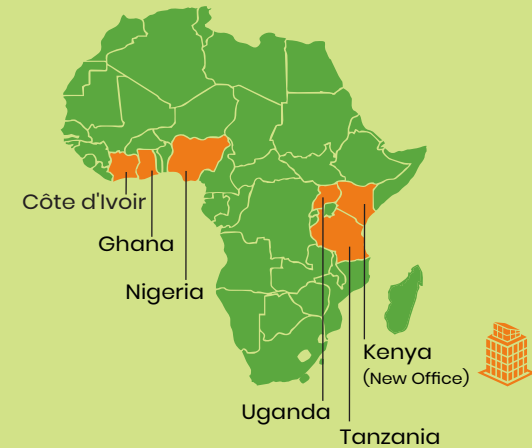 Côte d'Ivoir
Ghana
Nigeria
Kenya
(New Office)
Uganda
Tanzania